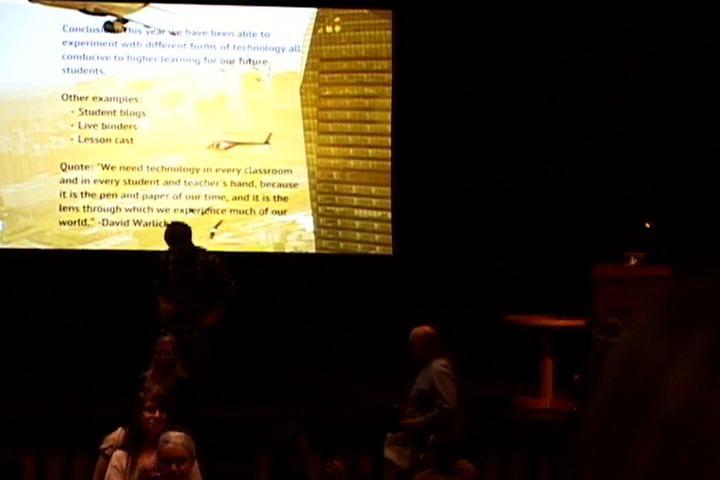 Conclusion: This year we have been able to
experiment with different forms of technology all
conducive to higher learning for our future
students.
Other examples:
- Student blogs
- Live binders
- Lesson cast
Quote: "We need technology in every classroom
and in every student and teacher's hand, because
it is the pen and paper of our time, and it is the
lens through which we experience much of our
world." -David Warlick